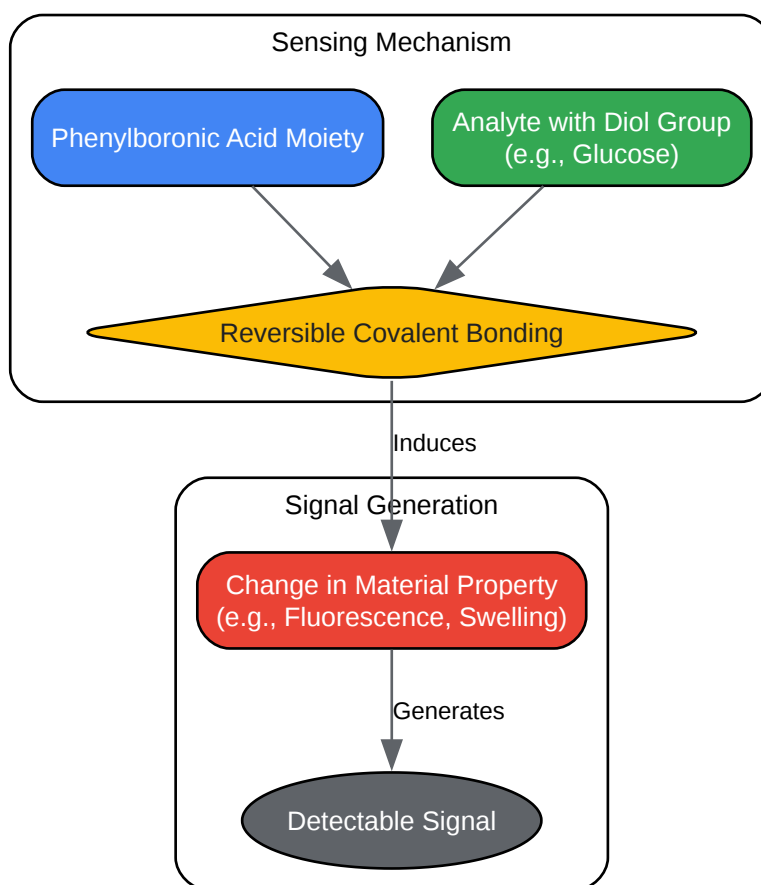 Sensing Mechanism
Phenylboronic Acid Moiety
Analyte with Diol Group
(e.g., Glucose)
Reversible Covalent Bonding
Induces
Signal Generation
Change in Material Property
(e.g., Fluorescence, Swelling)
Generates
Detectable Signal